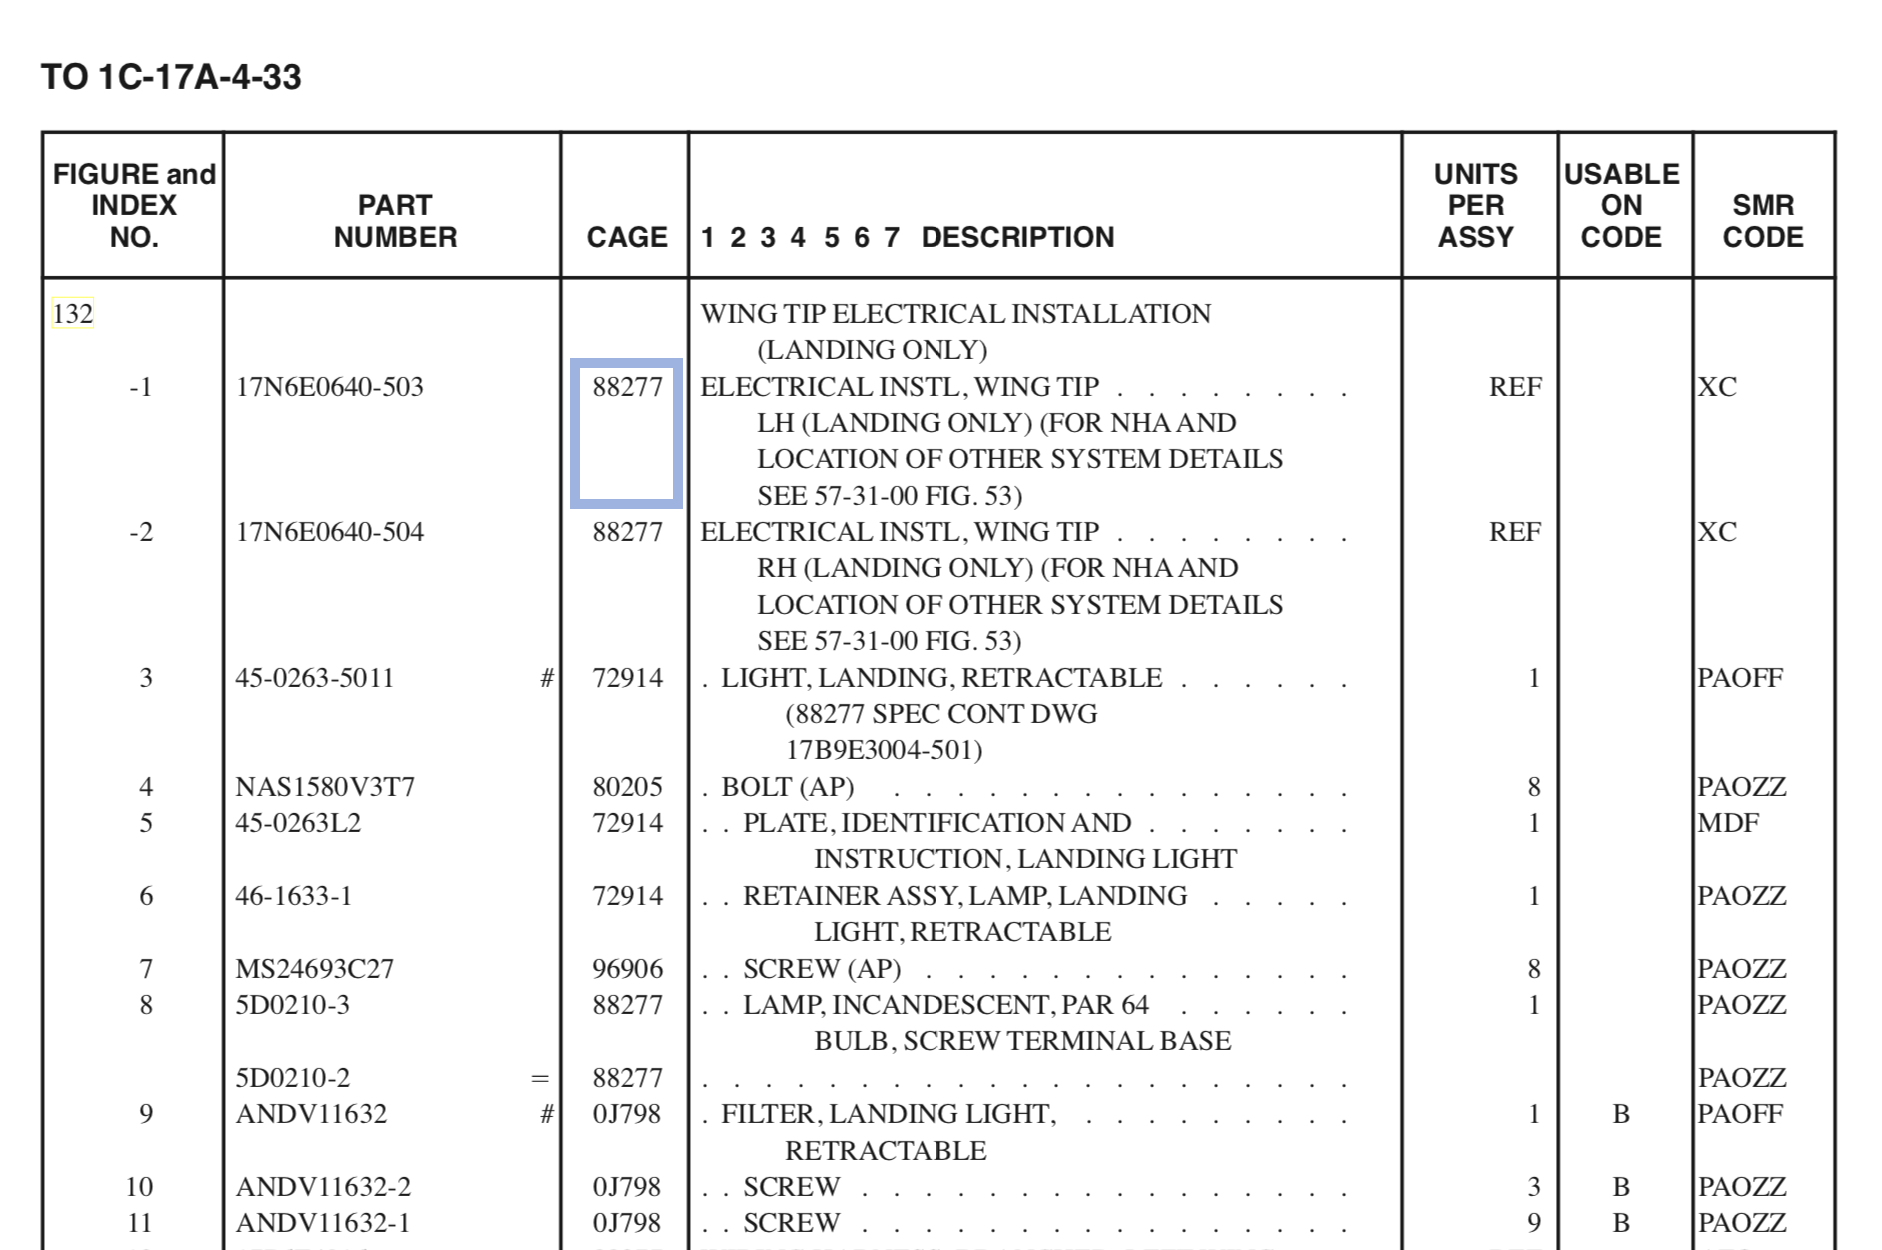 TO 1C-17A-4-33
FIGURE and INDEX NO. PART NUMBER CAGE 1 2 3 4 5 6 7 DESCRIPTION UNITS PER ASSY USABLE ON CODE SMR CODE
132 WING TIP ELECTRICAL INSTALLATION
(LANDING ONLY)
-1 17N6E0640-503 88277 ELECTRICAL INSTL, WING TIP . . . . . . . . REF XC
LH (LANDING ONLY) (FOR NHA AND
LOCATION OF OTHER SYSTEM DETAILS
SEE 57-31-00 FIG. 53)
-2 17N6E0640-504 88277 ELECTRICAL INSTL, WING TIP . . . . . . . . REF XC
RH (LANDING ONLY) (FOR NHA AND
LOCATION OF OTHER SYSTEM DETAILS
SEE 57-31-00 FIG. 53)
3 45-0263-5011 # 72914 . LIGHT, LANDING, RETRACTABLE . . . . . . 1 PAOFF
(88277 SPEC CONT DWG
17B9E3004-501)
4 NAS1580V3T7 80205 . BOLT (AP) . . . . . . . . . . . . . . . 8 PAOZZ
5 45-0263L2 72914 . . PLATE, IDENTIFICATION AND . . . . . . . 1 MDF
INSTRUCTION, LANDING LIGHT
6 46-1633-1 72914 . . RETAINER ASSY, LAMP, LANDING . . . . . 1 PAOZZ
LIGHT, RETRACTABLE
7 MS24693C27 96906 . . SCREW (AP) . . . . . . . . . . . . . . 8 PAOZZ
8 5D0210-3 88277 . . LAMP, INCANDESCENT, PAR 64 . . . . . . 1 PAOZZ
BULB, SCREW TERMINAL BASE
5D0210-2 = 88277 . . . . . . . . . . . . . . . . . . . . . PAOZZ
9 ANDV11632 # 0J798 . FILTER, LANDING LIGHT, . . . . . . . . . 1 B PAOFF
RETRACTABLE
10 ANDV11632-2 0J798 . . SCREW . . . . . . . . . . . . . . . . 3 B PAOZZ
11 ANDV11632-1 0J798 . . SCREW . . . . . . . . . . . . . . . . 9 B PAOZZ